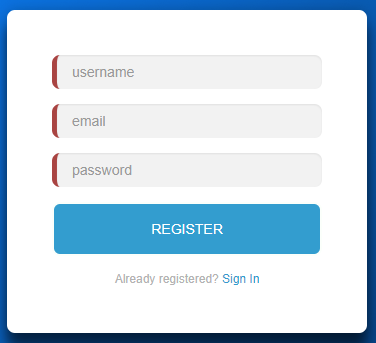 username
email
password
REGISTER
Already registered? Sign In